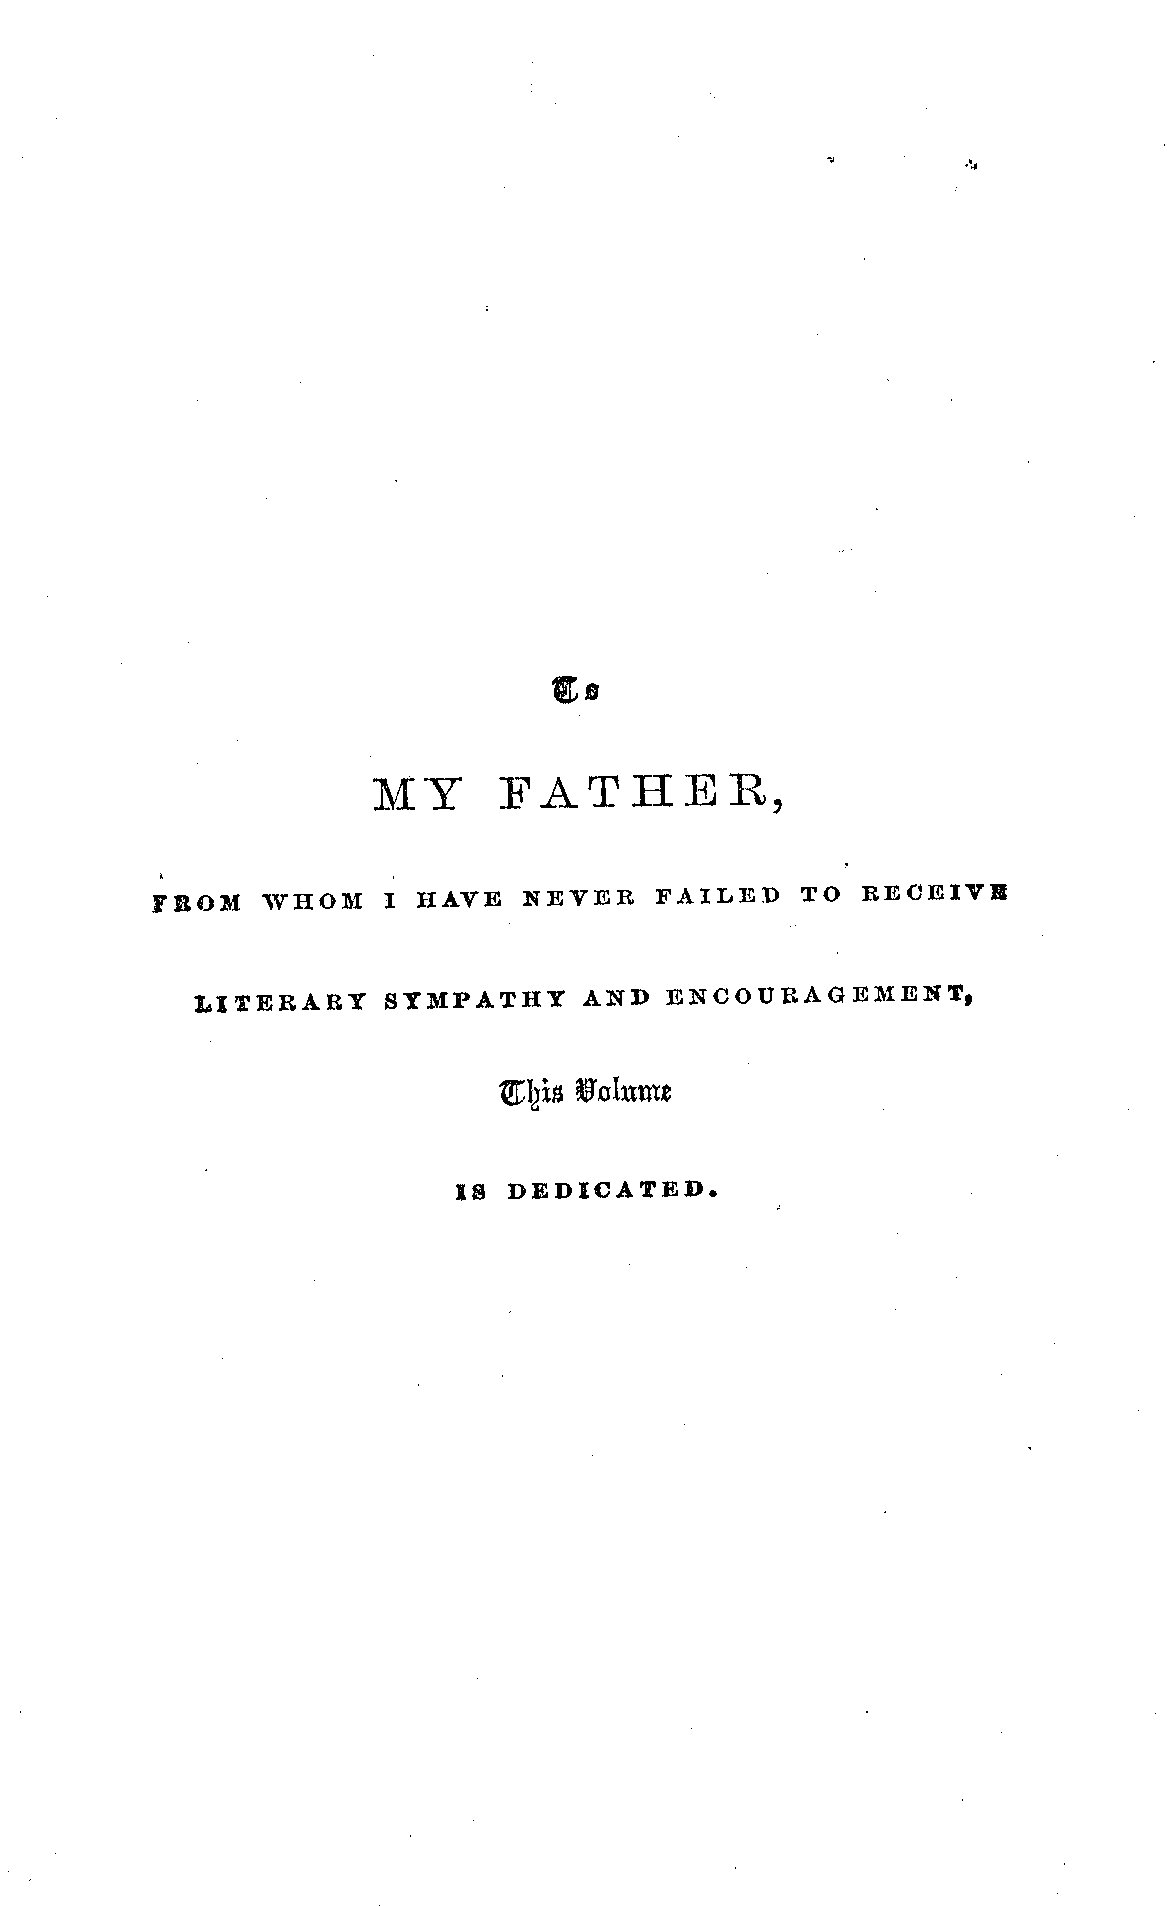 To
MY FATHER,
FROM WHOM I HAVE NEVER FAILED TO RECEIVE
LITERARY SYMPATHY AND ENCOURAGEMENT,
This Volume
IS DEDICATED.